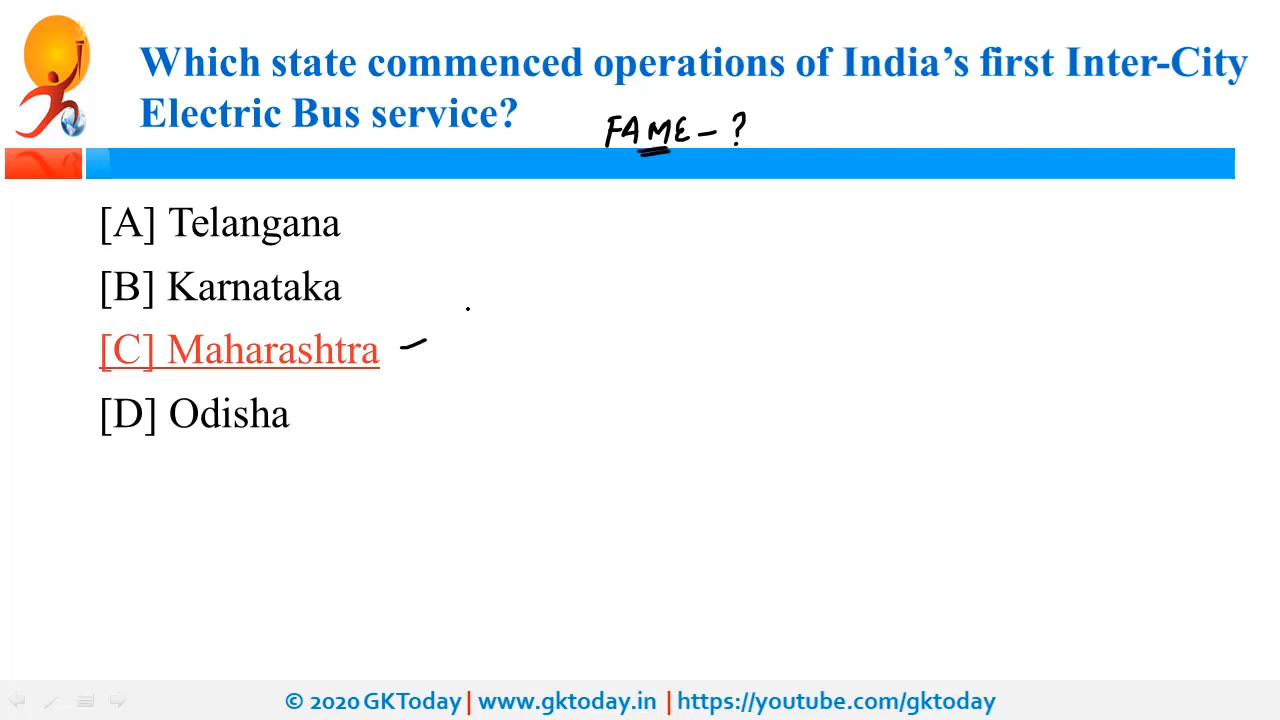 Which state commenced operations of India's first Inter-City
Electric Bus service?
FAME – ?
[A] Telangana
[B] Karnataka
[C] Maharashtra
[D] Odisha
© 2020 GKToday | www.gktoday.in | https://youtube.com/gktoday